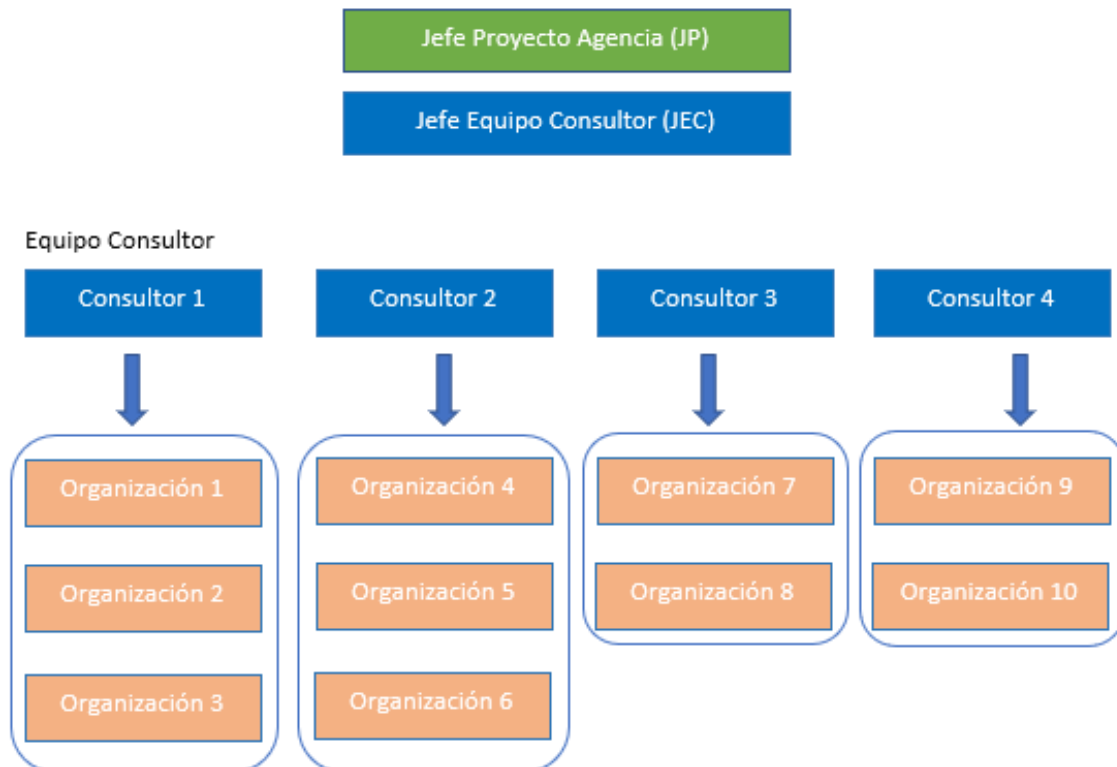 Jefe Proyecto Agencia (JP)
Jefe Equipo Consultor (JEC)
Equipo Consultor
Consultor 1
Consultor 2
Consultor 3
Consultor 4
Organización 1
Organización 4
Organización 7
Organización 9
Organización 2
Organización 5
Organización 8
Organización 10
Organización 3
Organización 6